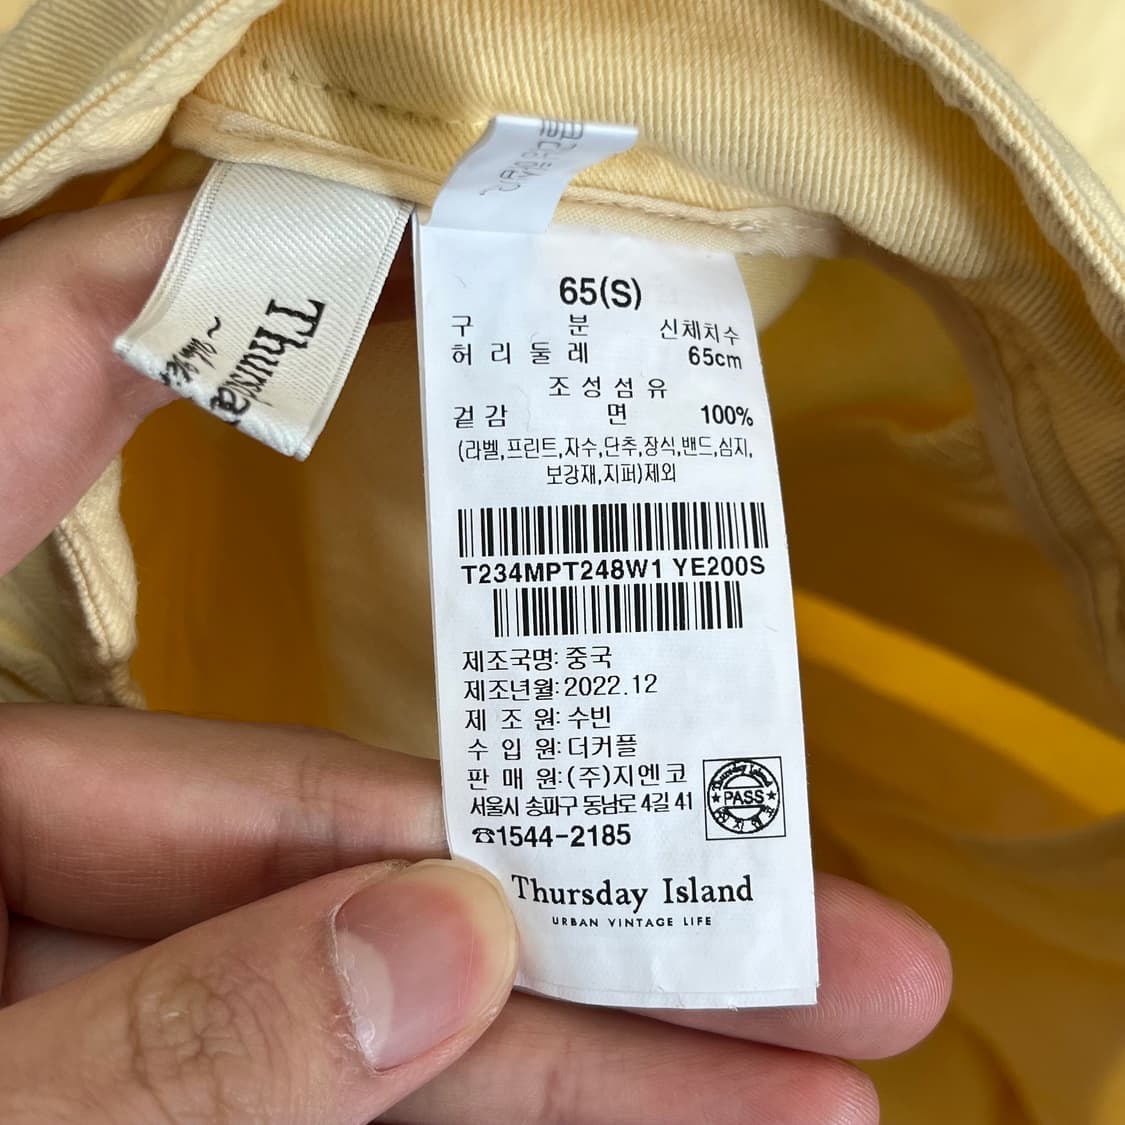 65(S)
구 분 신체치수
허 리 둘 레 65cm
조 성 섬 유
겉 감 면 100%
(라벨,프린트,자수,단추,장식,밴드,심지,
보강재,지퍼)제외
T234MPT248W1 YE200S
제조국명: 중국
제조년월: 2022.12
제 조 원: 수빈
수 입 원: 더커플
판 매 원: (주)지엔코
서울시 송파구 동남로 4길 41
☎1544-2185
Thursday Island
PASS
Thursday Island
URBAN VINTAGE LIFE